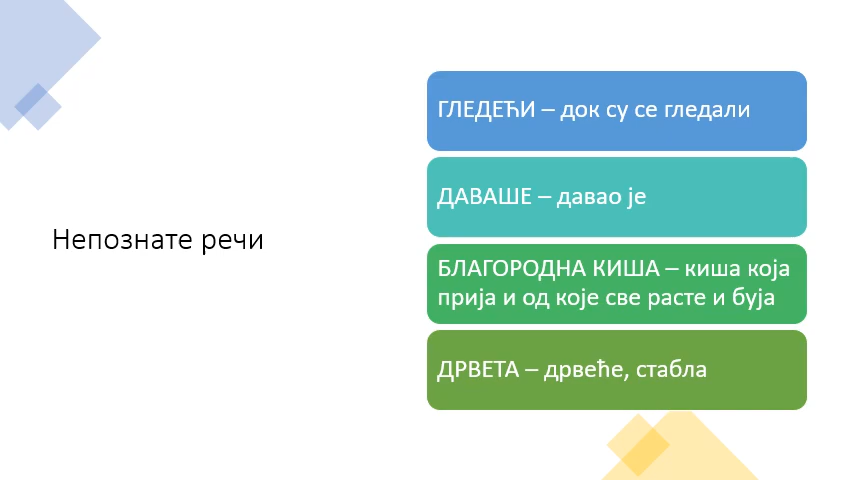 Непознате речи
ГЛЕДЕЋИ – док су се гледали
ДАВАШЕ – давао је
БЛАГОРОДНА КИША – киша која
прија и од које све расте и буја
ДРВЕТА – дрвеће, стабла